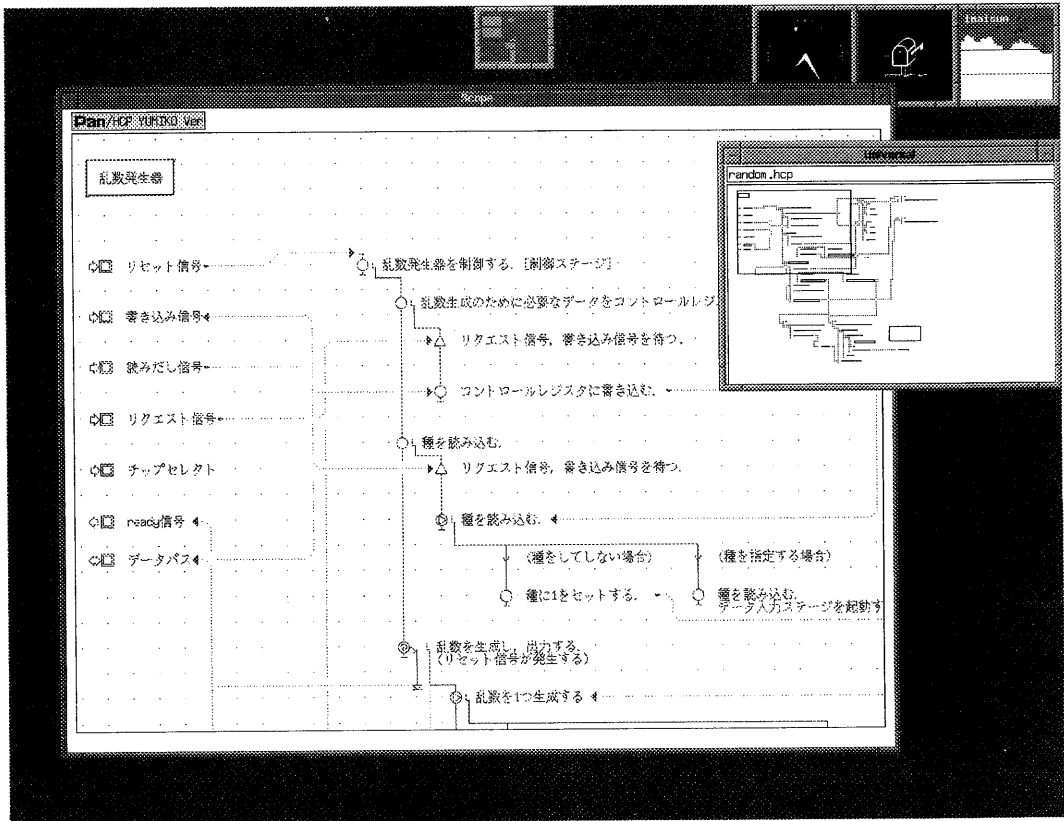 imaisun
Scope
Pan/HCP YUMIKO Ver
universal
random.hcp
乱数発生器
リセット信号
乱数発生器を制御する. [制御ステージ]
乱数生成のために必要なデータをコントロールレジ
書き込み信号
リクエスト信号, 書き込み信号を待つ.
読みだし信号
コントロールレジスタに書き込む.
リクエスト信号
種を読み込む.
チップセレクト
リクエスト信号, 書き込み信号を待つ.
ready信号
種を読み込む.
データバス
(種をしてしない場合)
(種を指定する場合)
種に1をセットする.
種を読み込む.
データ入力ステージを起動す
乱数を生成し, 出力する.
(リセット信号が発生する)
乱数を1つ生成する